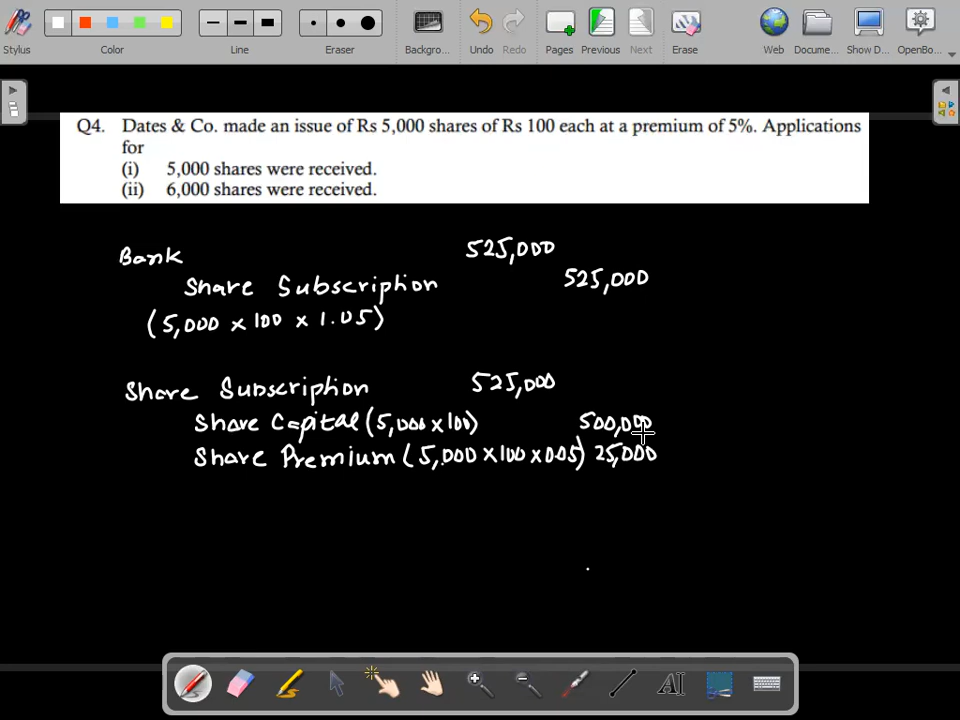 Stylus Color Line Eraser Backgro... Undo Redo Pages Previous Next Erase Web Docume... Show D... OpenBo...
Q4. Dates & Co. made an issue of Rs 5,000 shares of Rs 100 each at a premium of 5%. Applications
for
(i) 5,000 shares were received.
(ii) 6,000 shares were received.
Bank 525,000
Share Subscription 525,000
(5,000 x 100 x 1.05)
Share Subscription 525,000
Share Capital (5,000 x 100) 500,000
Share Premium (5,000 x 100 x 0.05) 25,000
AI